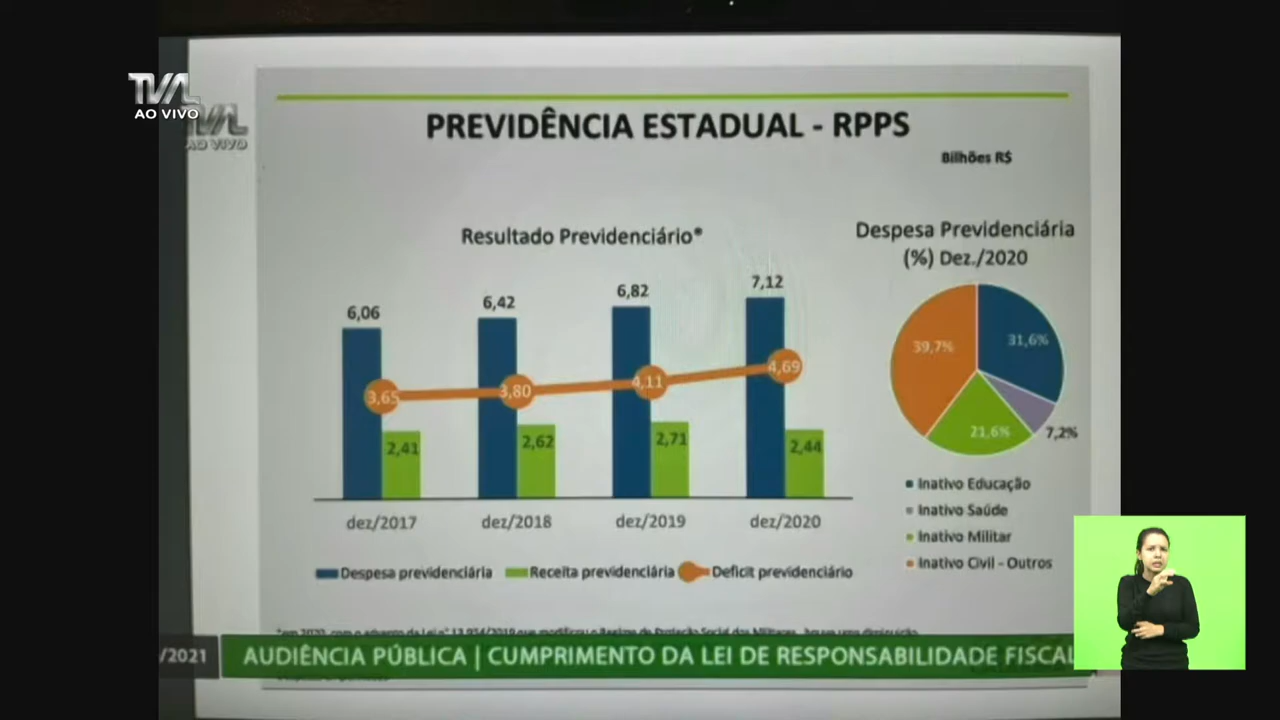 TVAL
AO VIVO
TVAL
AO VIVO
PREVIDÊNCIA ESTADUAL - RPPS
Bilhões R$
Resultado Previdenciário*
Despesa Previdenciária
(%) Dez./2020
6,06
6,42
6,82
7,12
3,65
3,80
4,11
4,69
2,41
2,62
2,71
2,44
dez/2017
dez/2018
dez/2019
dez/2020
Despesa previdenciária
Receita previdenciária
Deficit previdenciário
39,7%
31,6%
21,6%
7,2%
Inativo Educação
Inativo Saúde
Inativo Militar
Inativo Civil - Outros
/2021
AUDIÊNCIA PÚBLICA | CUMPRIMENTO DA LEI DE RESPONSABILIDADE FISCAL